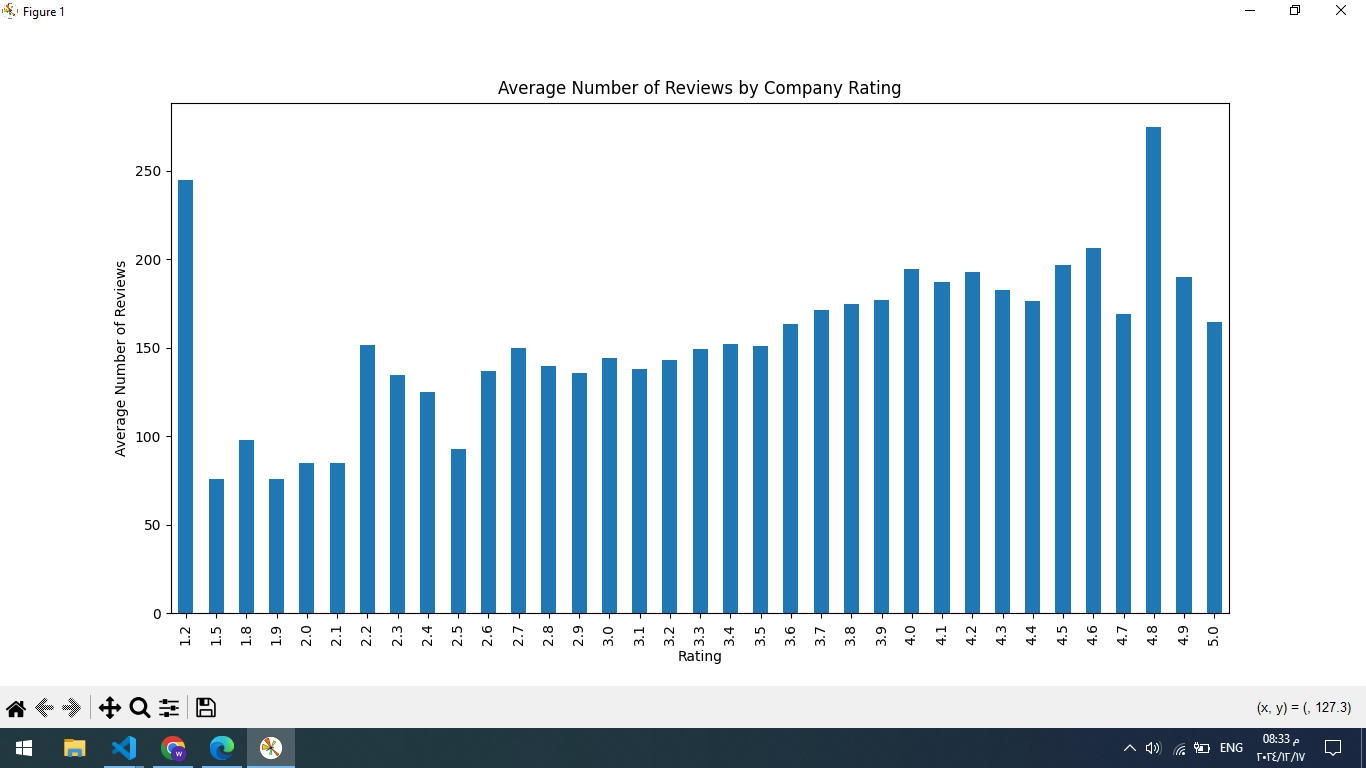 Figure 1
Average Number of Reviews by Company Rating
250
200
150
100
50
0
Average Number of Reviews
1.2 1.5 1.8 1.9 2.0 2.1 2.2 2.3 2.4 2.5 2.6 2.7 2.8 2.9 3.0 3.1 3.2 3.3 3.4 3.5 3.6 3.7 3.8 3.9 4.0 4.1 4.2 4.3 4.4 4.5 4.6 4.7 4.8 4.9 5.0
Rating
(x, y) = (, 127.3)
W
ENG
08:33 م
٢٠٢٤/١٢/١٧